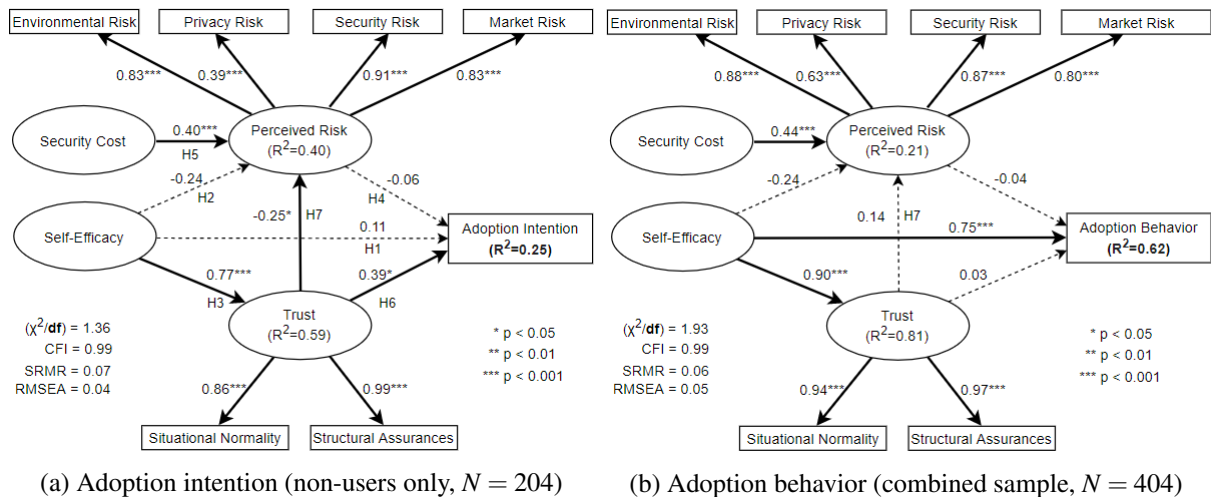 Environmental Risk
Privacy Risk
Security Risk
Market Risk
0.83***
0.39***
0.91***
0.83***
Security Cost
0.40***
H5
Perceived Risk
(R²=0.40)
-0.24
H2
-0.06
H4
-0.25*
H7
Self-Efficacy
0.11
H1
Adoption Intention
(R²=0.25)
0.77***
H3
0.39*
H6
Trust
(R²=0.59)
(χ²/df) = 1.36
CFI = 0.99
SRMR = 0.07
RMSEA = 0.04
* p < 0.05
** p < 0.01
*** p < 0.001
0.86***
0.99***
Situational Normality
Structural Assurances
(a) Adoption intention (non-users only, N = 204)
Environmental Risk
Privacy Risk
Security Risk
Market Risk
0.88***
0.63***
0.87***
0.80***
Security Cost
0.44***
Perceived Risk
(R²=0.21)
-0.24
-0.04
0.14
H7
Self-Efficacy
0.75***
Adoption Behavior
(R²=0.62)
0.90***
0.03
Trust
(R²=0.81)
(χ²/df) = 1.93
CFI = 0.99
SRMR = 0.06
RMSEA = 0.05
* p < 0.05
** p < 0.01
*** p < 0.001
0.94***
0.97***
Situational Normality
Structural Assurances
(b) Adoption behavior (combined sample, N = 404)